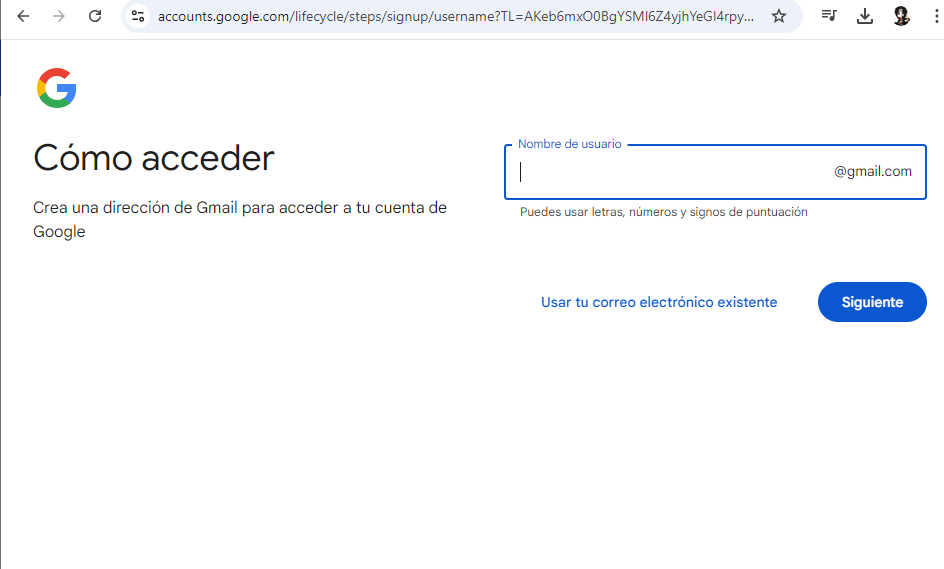 accounts.google.com/lifecycle/steps/signup/username?TL=AKeb6mxO0BgYSMI6Z4yjhYeGI4rpy...
Cómo acceder
Crea una dirección de Gmail para acceder a tu cuenta de
Google
Nombre de usuario
@gmail.com
Puedes usar letras, números y signos de puntuación
Usar tu correo electrónico existente
Siguiente